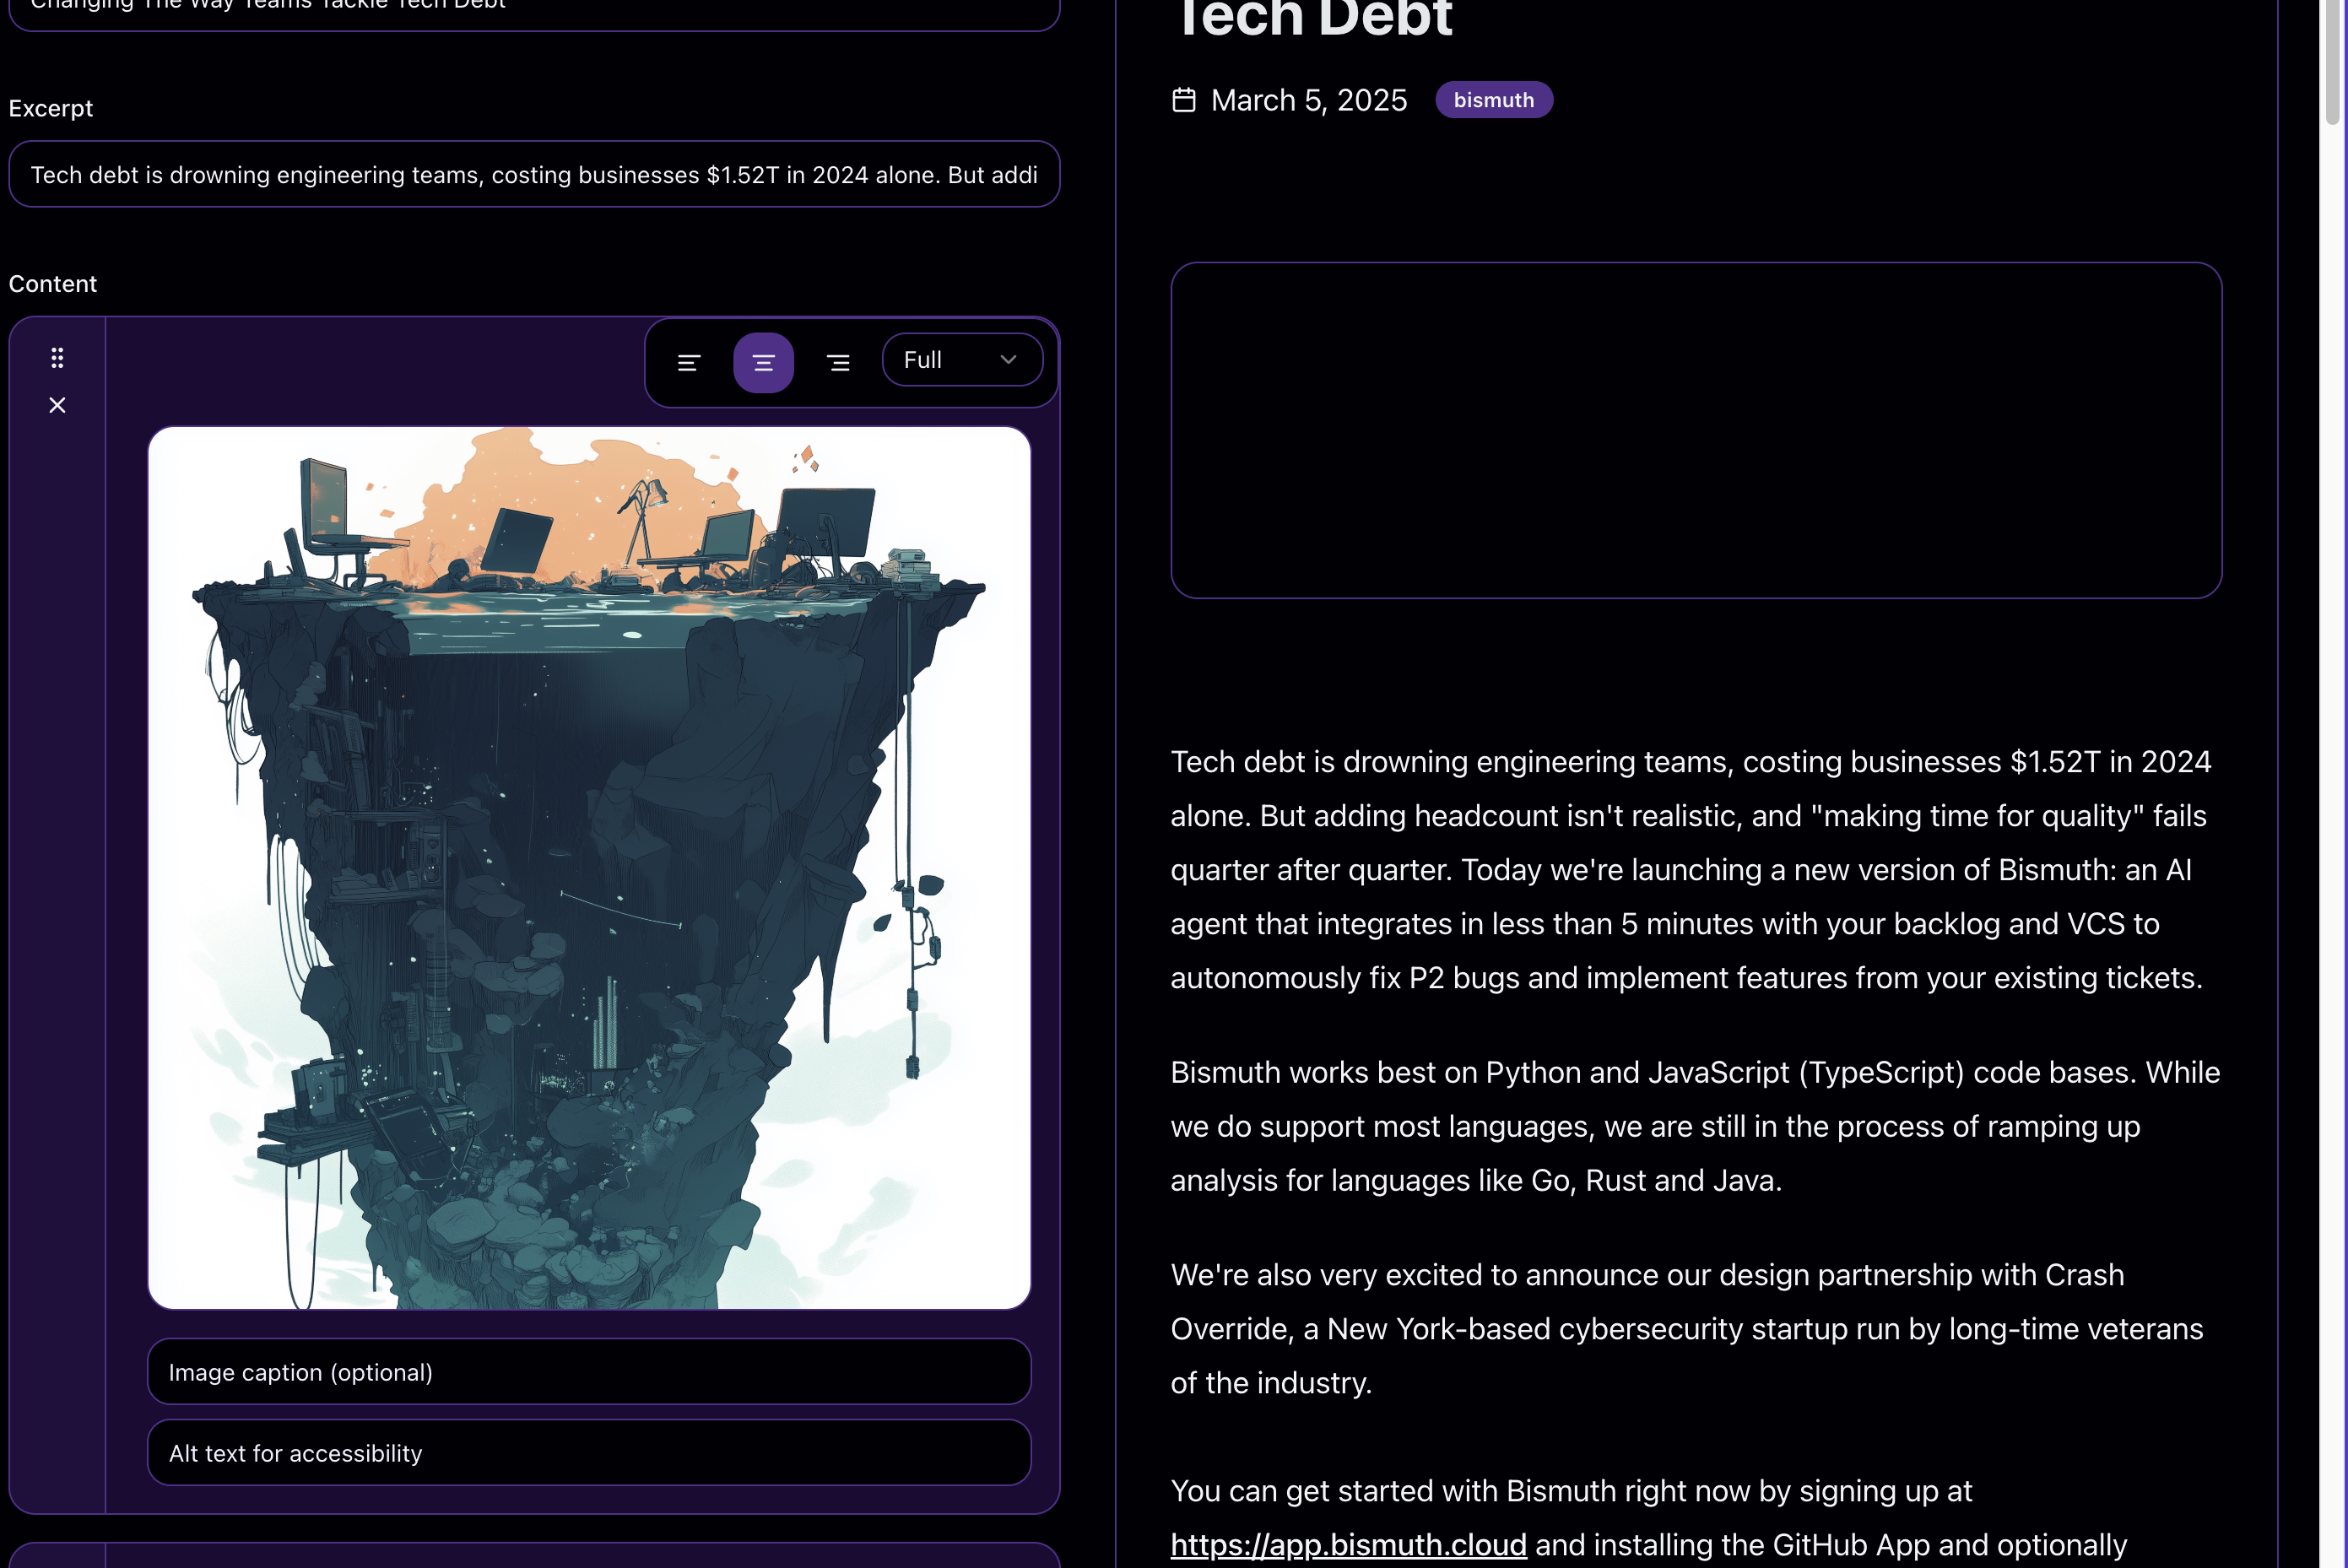 Changing The Way Teams Tackle Tech Debt
Excerpt
Tech debt is drowning engineering teams, costing businesses $1.52T in 2024 alone. But addi
Content
Full
Image caption (optional)
Alt text for accessibility
Tech Debt
March 5, 2025
bismuth
Tech debt is drowning engineering teams, costing businesses $1.52T in 2024
alone. But adding headcount isn't realistic, and "making time for quality" fails
quarter after quarter. Today we're launching a new version of Bismuth: an AI
agent that integrates in less than 5 minutes with your backlog and VCS to
autonomously fix P2 bugs and implement features from your existing tickets.
Bismuth works best on Python and JavaScript (TypeScript) code bases. While
we do support most languages, we are still in the process of ramping up
analysis for languages like Go, Rust and Java.
We're also very excited to announce our design partnership with Crash
Override, a New York-based cybersecurity startup run by long-time veterans
of the industry.
You can get started with Bismuth right now by signing up at
https://app.bismuth.cloud and installing the GitHub App and optionally